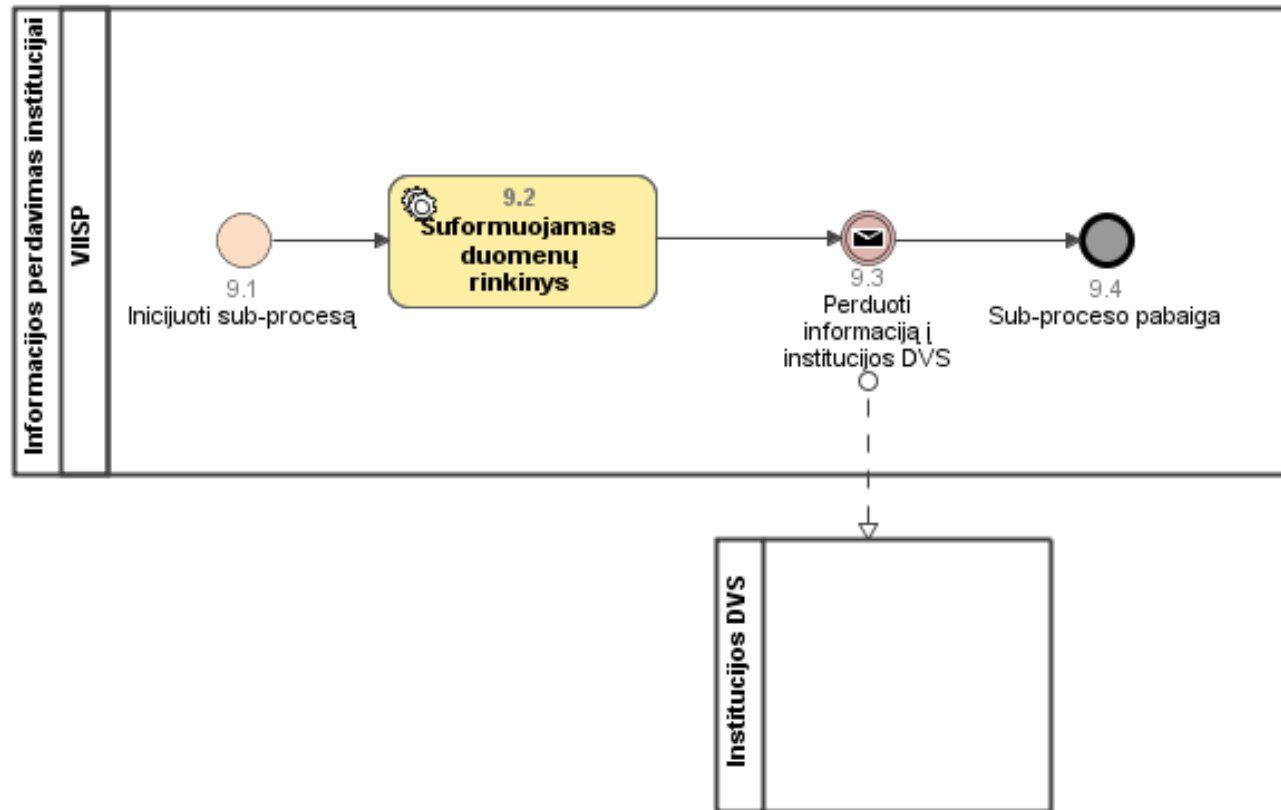 Informacijos perdavimas institucijai
VIISP
9.1
Inicijuoti sub-procesą
9.2
Suformuojamas
duomenų
rinkinys
9.3
Perduoti
informaciją į
institucijos DVS
9.4
Sub-proceso pabaiga
Institucijos DVS